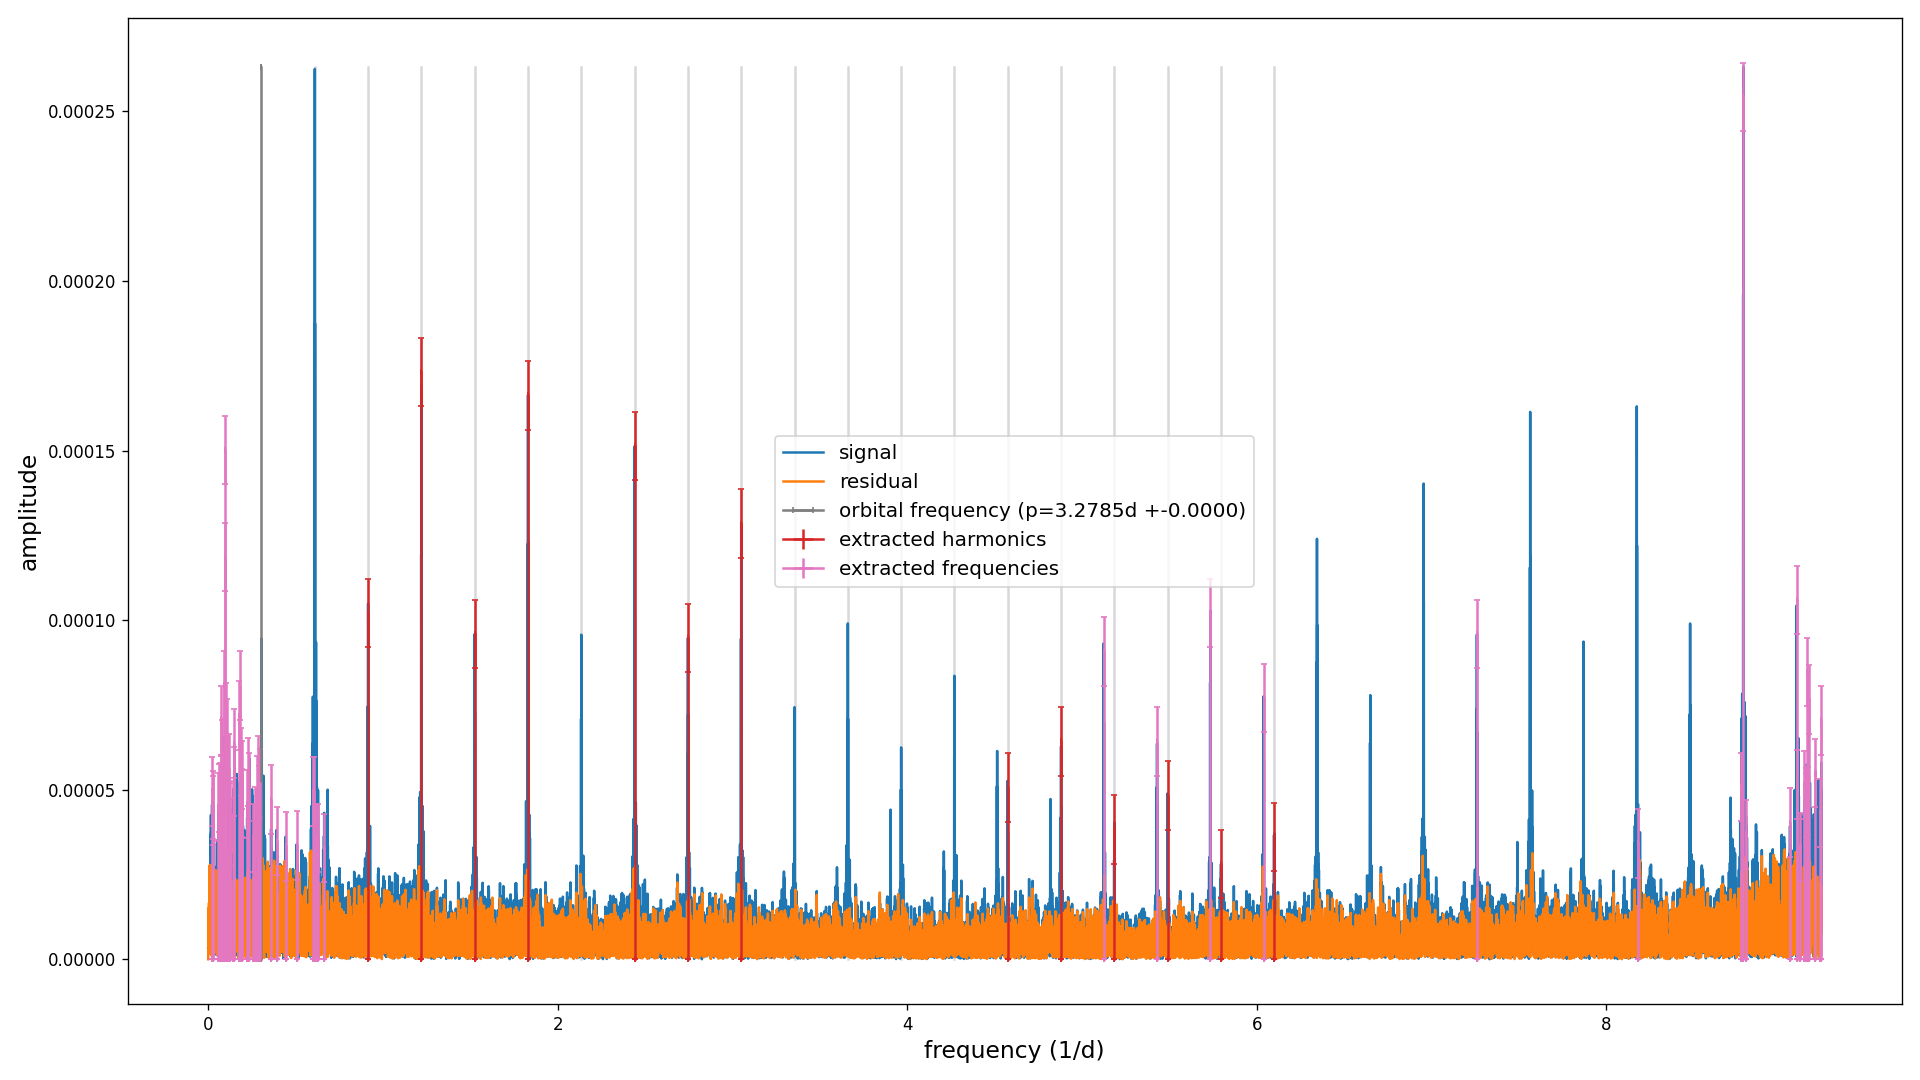 0.00025
0.00020
0.00015
0.00010
0.00005
0.00000
amplitude
signal
residual
orbital frequency (p=3.2785d +-0.0000)
extracted harmonics
extracted frequencies
0 2 4 6 8
frequency (1/d)